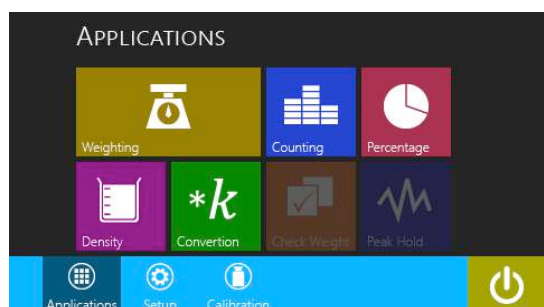 APPLICATIONS
Weighting
Counting
Percentage
*k
Density
Convertion
Check Weight
Peak Hold
Applications
Setup
Calibration